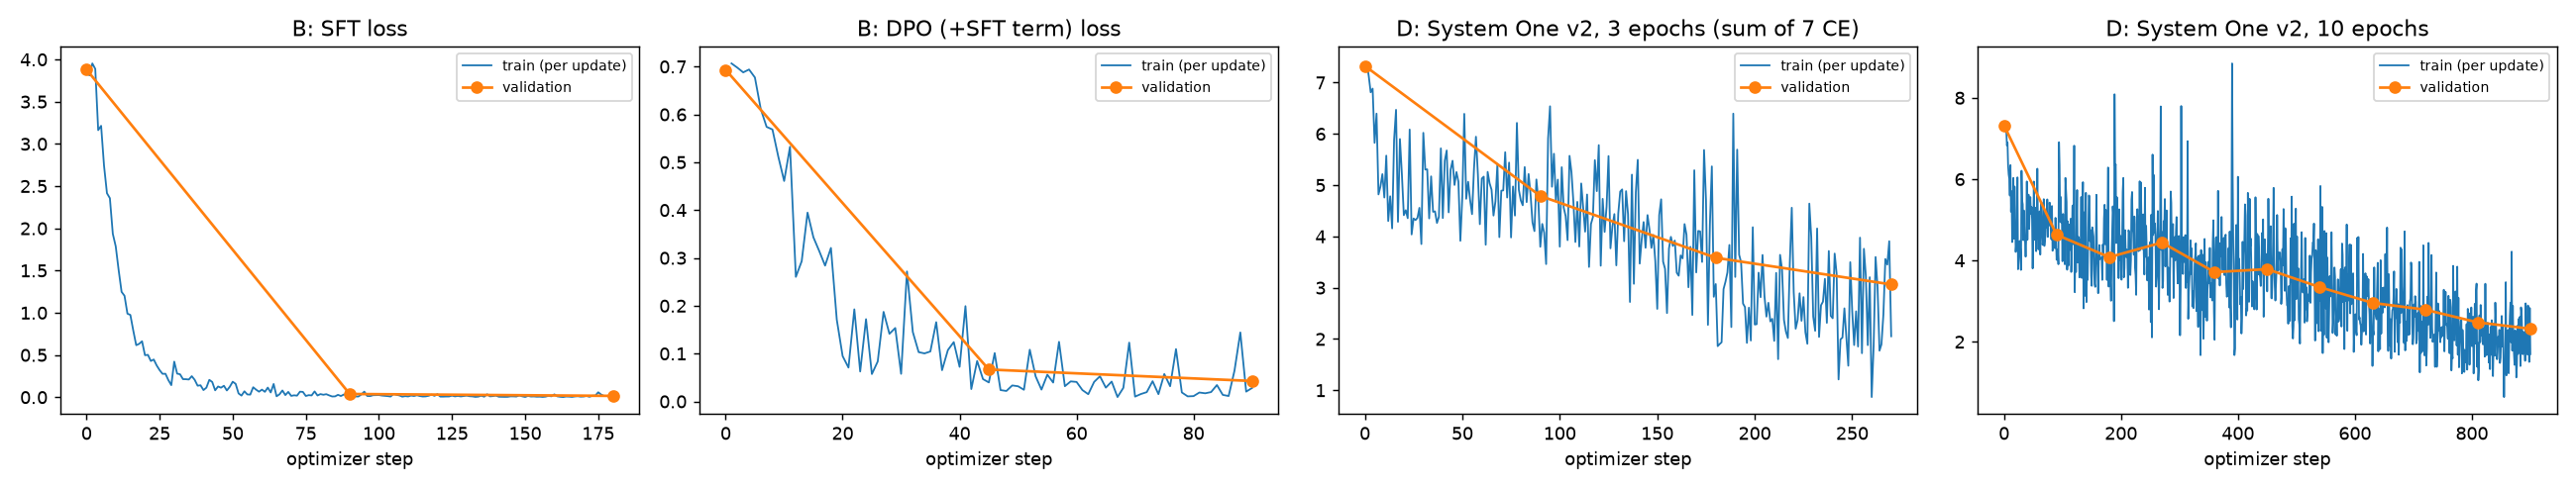 B: SFT loss
4.0
3.5
3.0
2.5
2.0
1.5
1.0
0.5
0.0
train (per update)
validation
0 25 50 75 100 125 150 175
optimizer step
B: DPO (+SFT term) loss
0.7
0.6
0.5
0.4
0.3
0.2
0.1
0.0
train (per update)
validation
0 20 40 60 80
optimizer step
D: System One v2, 3 epochs (sum of 7 CE)
7
6
5
4
3
2
1
train (per update)
validation
0 50 100 150 200 250
optimizer step
D: System One v2, 10 epochs
8
6
4
2
train (per update)
validation
0 200 400 600 800
optimizer step